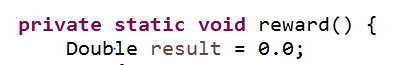 private static void reward() {
Double result = 0.0;